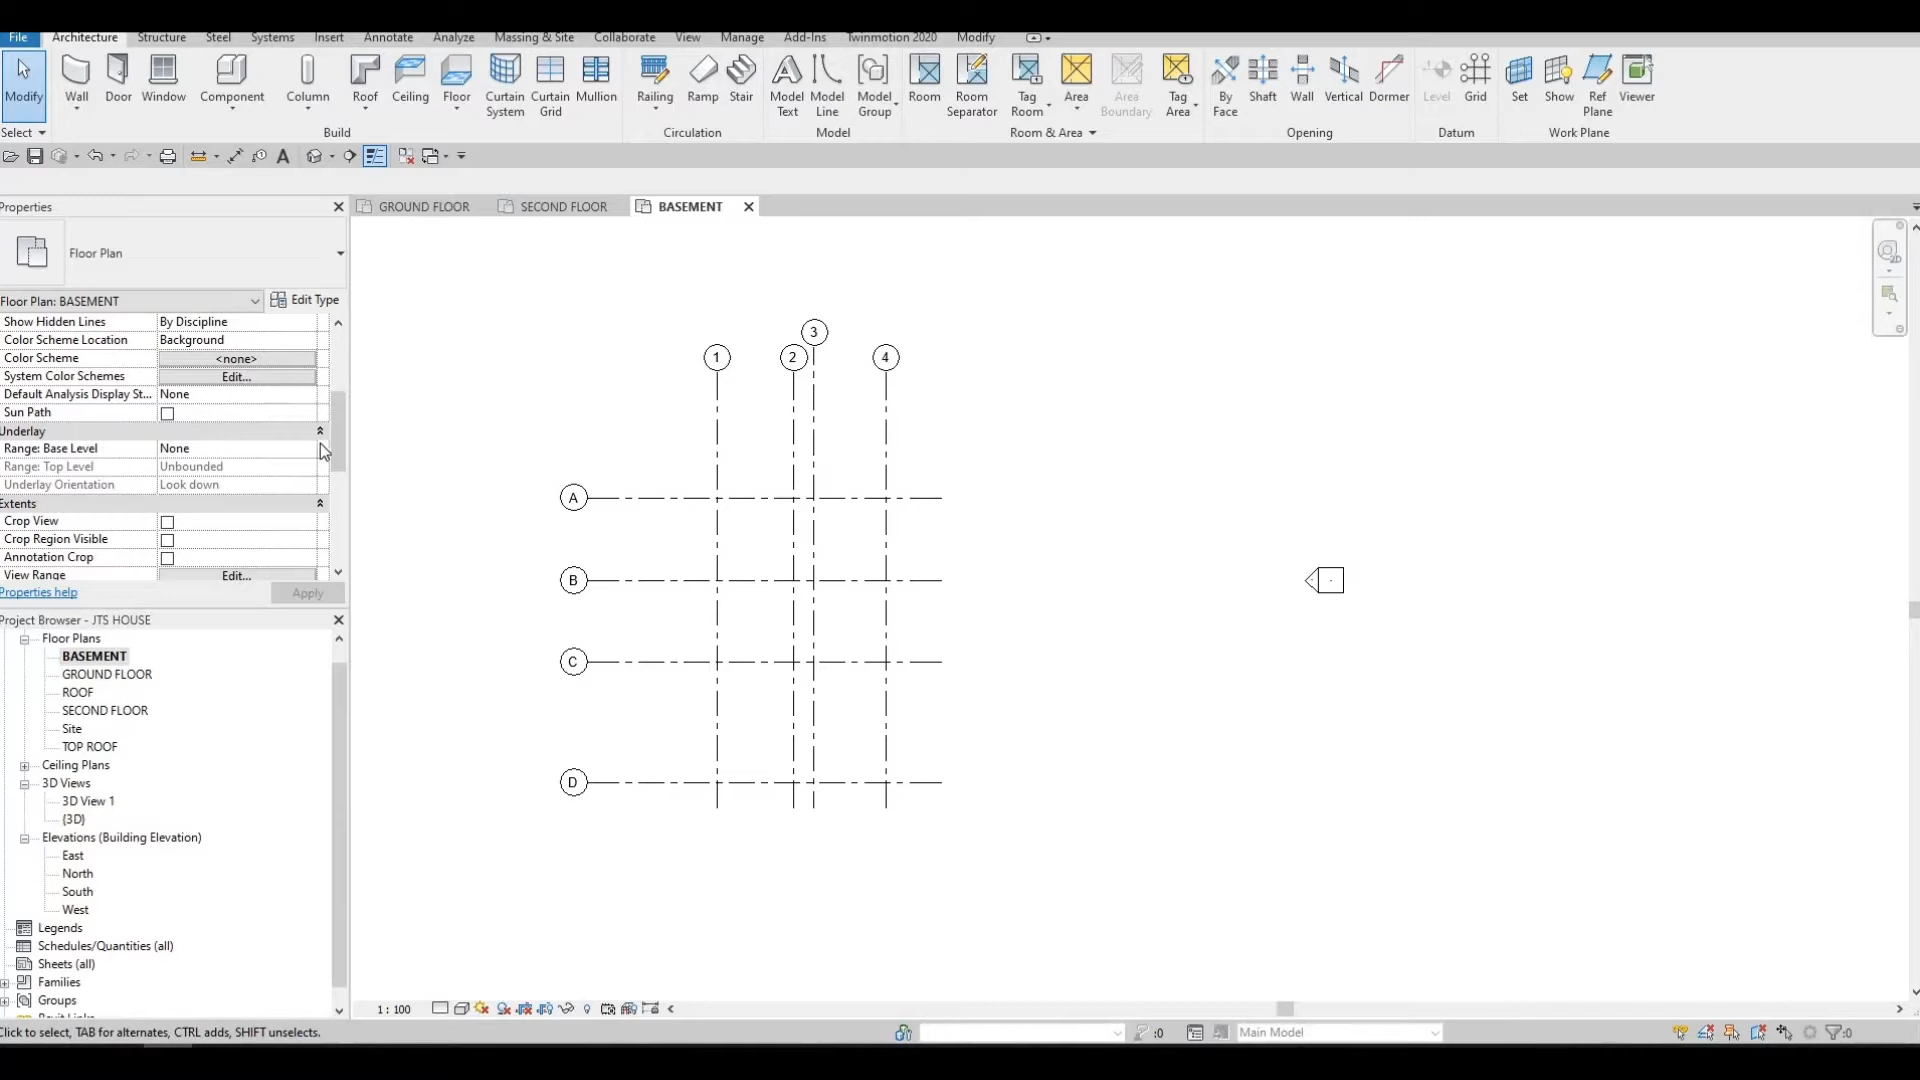 File Architecture Structure Steel Systems Insert Annotate Analyze Massing & Site Collaborate View Manage Add-Ins Twinmotion 2020 Modify
Modify Wall Door Window Component Column Roof Ceiling Floor Curtain System Curtain Grid Mullion Railing Ramp Stair Model Text Model Line Model Group Room Room Separator Tag Room Area Area Boundary Tag Area By Face Shaft Wall Vertical Dormer Level Grid Set Show Ref Plane Viewer
Select Build Circulation Model Room & Area Opening Datum Work Plane
Properties
GROUND FLOOR SECOND FLOOR BASEMENT
Floor Plan
Floor Plan: BASEMENT Edit Type
Show Hidden Lines By Discipline
Color Scheme Location Background
Color Scheme <none>
System Color Schemes Edit...
Default Analysis Display St... None
Sun Path
Underlay
Range: Base Level None
Range: Top Level Unbounded
Underlay Orientation Look down
Extents
Crop View
Crop Region Visible
Annotation Crop
View Range Edit...
Properties help Apply
Project Browser - JTS HOUSE
Floor Plans
BASEMENT
GROUND FLOOR
ROOF
SECOND FLOOR
Site
TOP ROOF
Ceiling Plans
3D Views
3D View 1
{3D}
Elevations (Building Elevation)
East
North
South
West
Legends
Schedules/Quantities (all)
Sheets (all)
Families
Groups
3
1 2 4
A
B
C
D
1 : 100
Click to select, TAB for alternates, CTRL adds, SHIFT unselects.
:0
Main Model
:0
2D